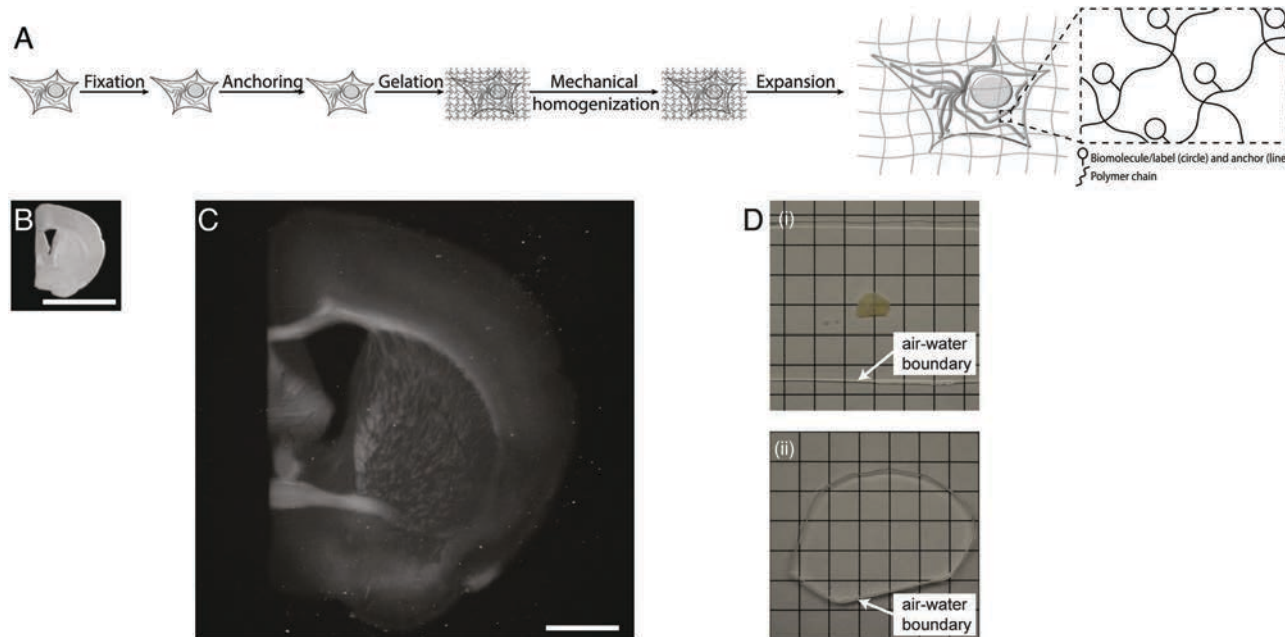 A
Fixation
Anchoring
Gelation
Mechanical
homogenization
Expansion
Biomolecule/label (circle) and anchor (line
Polymer chain
B
C
D
(i)
air-water
boundary
(ii)
air-water
boundary